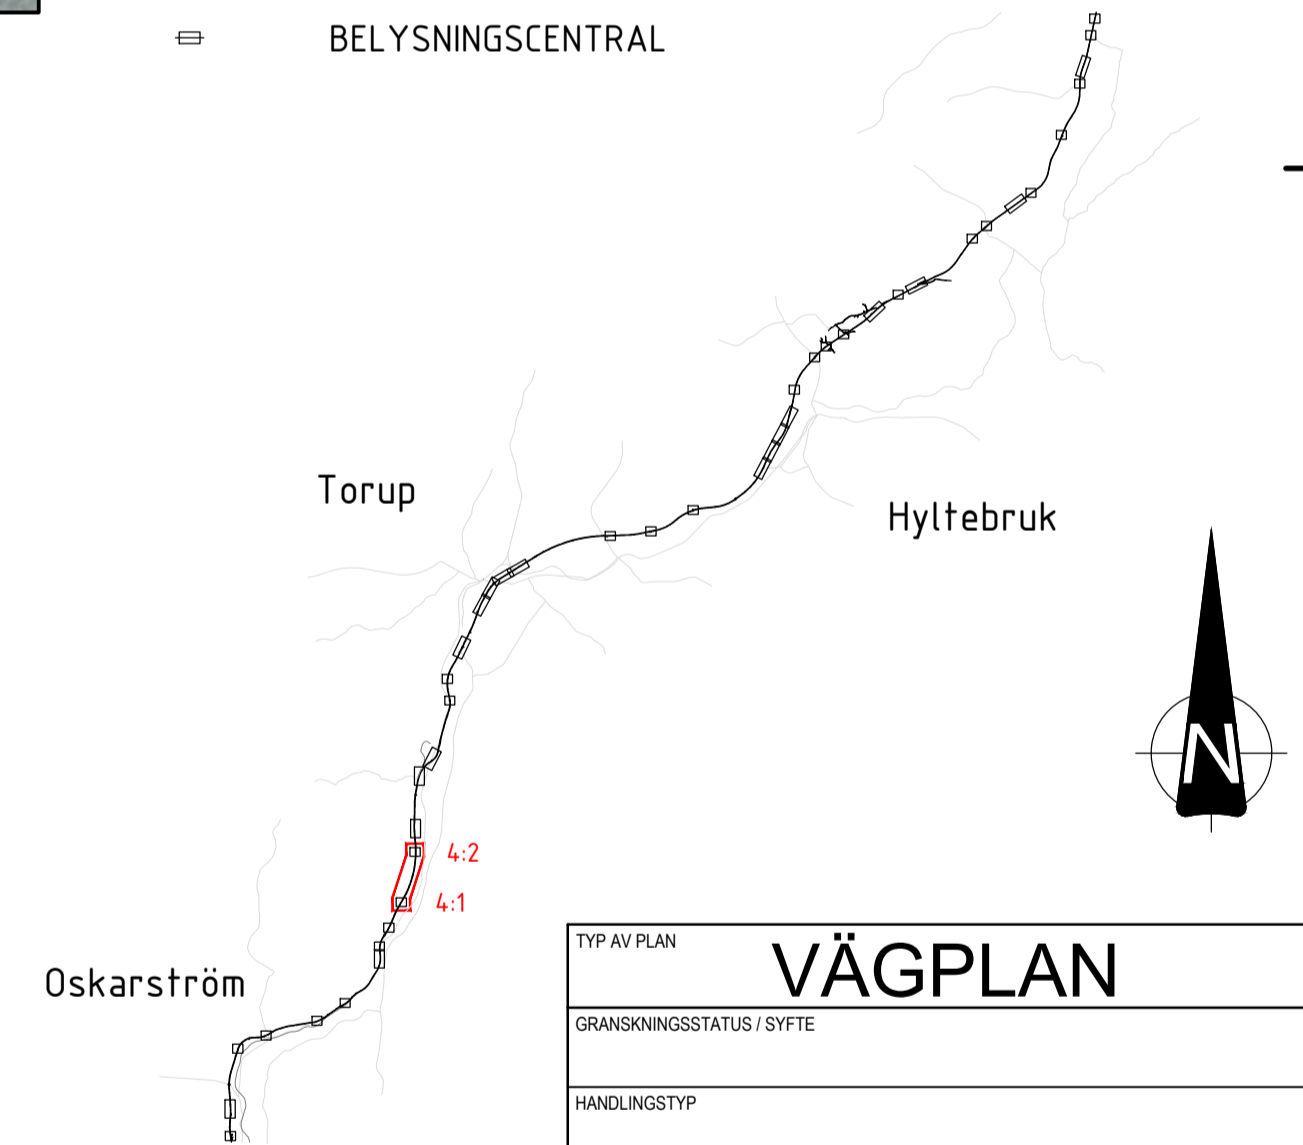 BELYSNINGSCENTRAL
Torup
Hyltebruk
N
4:2
4:1
Oskarström
TYP AV PLAN
VÄGPLAN
GRANSKNINGSSTATUS / SYFTE
HANDLINGSTYP